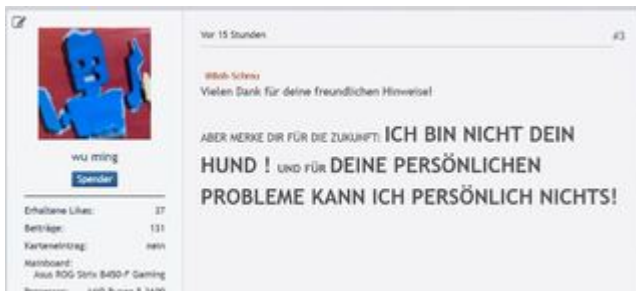 Vor 15 Stunden
#3
@Bob Schnu
Vielen Dank für deine freundlichen Hinweise!
ABER MERKE DIR FÜR DIE ZUKUNFT: ICH BIN NICHT DEIN
HUND ! UND FÜR DEINE PERSÖNLICHEN
PROBLEME KANN ICH PERSÖNLICH NICHTS!
wu ming
Spender
Erhaltene Likes: 37
Beiträge: 131
Karteneintrag: nein
Mainboard:
Asus ROG Strix B450-F Gaming